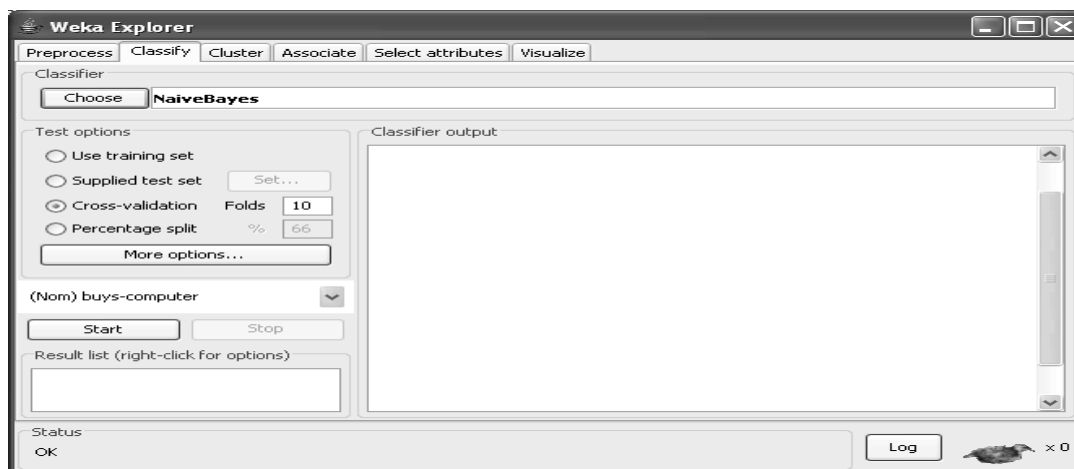 Weka Explorer
Preprocess Classify Cluster Associate Select attributes Visualize
Classifier
Choose NaiveBayes
Test options
Use training set
Supplied test set Set...
Cross-validation Folds 10
Percentage split % 66
More options...
(Nom) buys-computer
Start Stop
Result list (right-click for options)
Classifier output
Status
OK
Log x 0